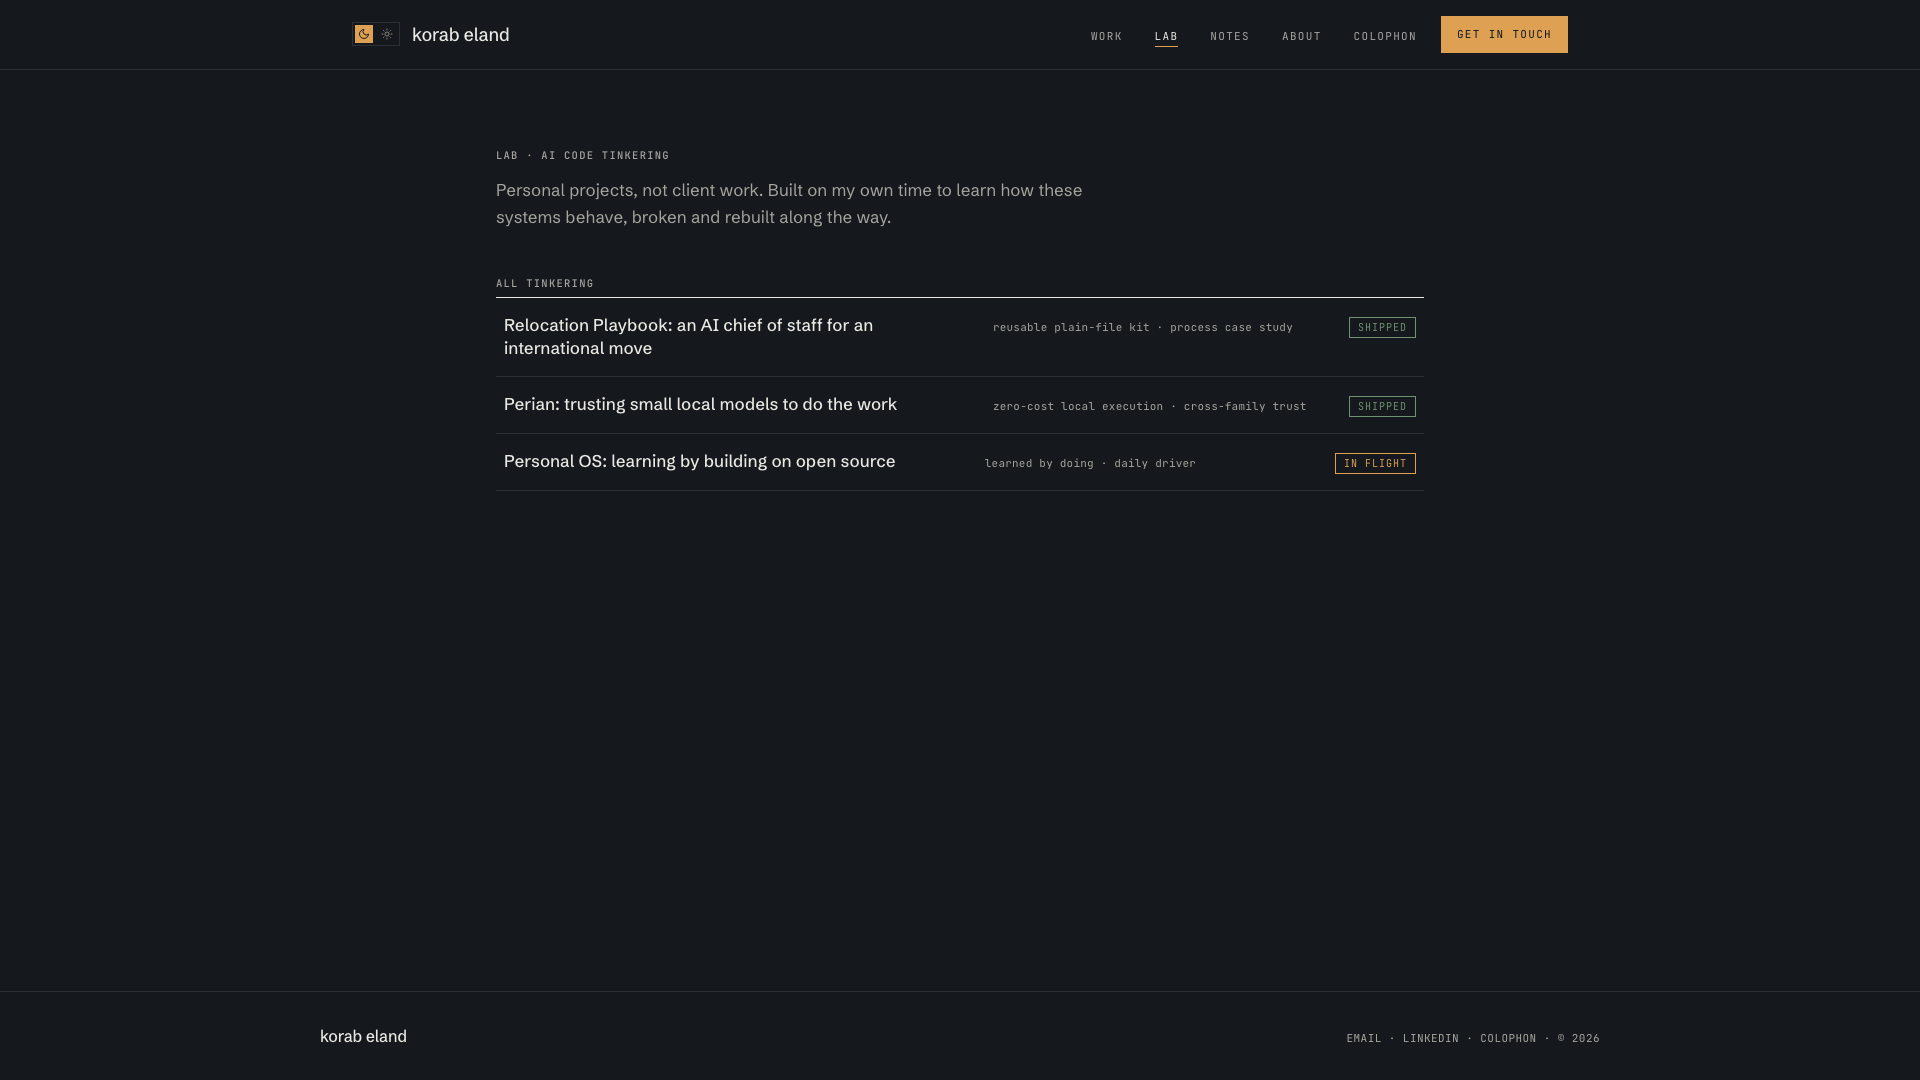 korab eland
WORK
LAB
NOTES
ABOUT
COLOPHON
GET IN TOUCH
LAB · AI CODE TINKERING
Personal projects, not client work. Built on my own time to learn how these
systems behave, broken and rebuilt along the way.
ALL TINKERING
Relocation Playbook: an AI chief of staff for an
international move
reusable plain-file kit · process case study
SHIPPED
Perian: trusting small local models to do the work
zero-cost local execution · cross-family trust
SHIPPED
Personal OS: learning by building on open source
learned by doing · daily driver
IN FLIGHT
korab eland
EMAIL · LINKEDIN · COLOPHON · © 2026